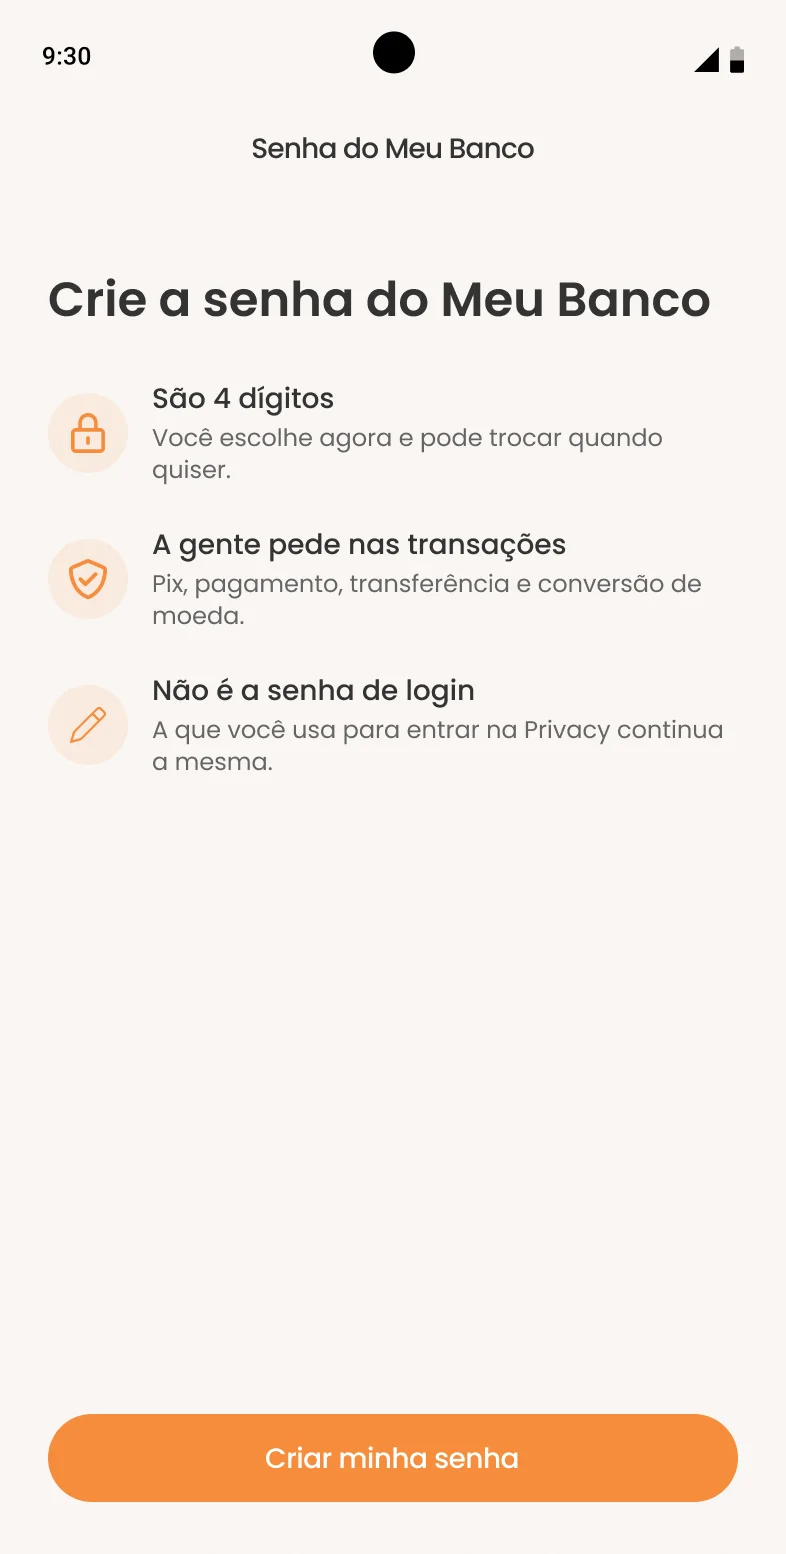 9:30
Senha do Meu Banco
Crie a senha do Meu Banco
São 4 dígitos
Você escolhe agora e pode trocar quando
quiser.
A gente pede nas transações
Pix, pagamento, transferência e conversão de
moeda.
Não é a senha de login
A que você usa para entrar na Privacy continua
a mesma.
Criar minha senha